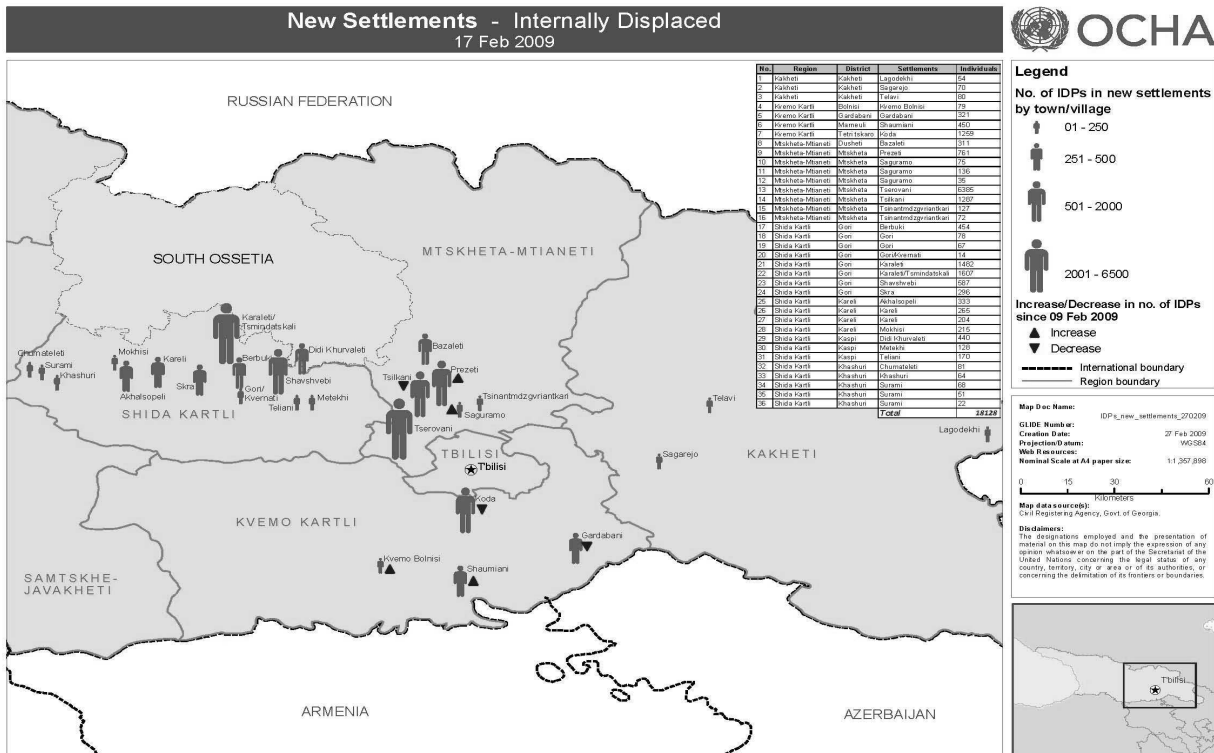 New Settlements - Internally Displaced
17 Feb 2009
OCHA
RUSSIAN FEDERATION
SOUTH OSSETIA
MTSKHETA-MTIANETI
Karaleti/
Tsmindatskali
Chumateleti
Surami
Khashuri
Mokhisi
Kareli
Akhalsopeli
Skra
Berbuki
Didi Khurvaleti
Shavshvebi
Gori/
Kvernati
Teliani
Metekhi
SHIDA KARTLI
Bazaleti
Prezeti
Tsilkani
Tsinantmdzgvriantkari
Saguramo
Tserovani
TBILISI
T'bilisi
Telavi
Lagodekhi
Sagarejo
KAKHETI
KVEMO KARTLI
Koda
Gardabani
Kvemo Bolnisi
Shaumiani
SAMTSKHE-
JAVAKHETI
ARMENIA
AZERBAIJAN
No. Region District Settlements Individuals
1 Kakheti Kakheti Lagodekhi 54
2 Kakheti Kakheti Sagarejo 70
3 Kakheti Kakheti Telavi 80
4 Kvemo Kartli Bolnisi Kvemo Bolnisi 79
5 Kvemo Kartli Gardabani Gardabani 321
6 Kvemo Kartli Marneuli Shaumiani 450
7 Kvemo Kartli Tetri tskaro Koda 1259
8 Mtskheta-Mtianeti Dusheti Bazaleti 311
9 Mtskheta-Mtianeti Mtskheta Prezeti 761
10 Mtskheta-Mtianeti Mtskheta Saguramo 75
11 Mtskheta-Mtianeti Mtskheta Saguramo 136
12 Mtskheta-Mtianeti Mtskheta Saguramo 35
13 Mtskheta-Mtianeti Mtskheta Tserovani 6385
14 Mtskheta-Mtianeti Mtskheta Tsilkani 1287
15 Mtskheta-Mtianeti Mtskheta Tsinantmdzgvriantkari 127
16 Mtskheta-Mtianeti Mtskheta Tsinantmdzgvriantkari 72
17 Shida Kartli Gori Berbuki 454
18 Shida Kartli Gori Gori 78
19 Shida Kartli Gori Gori 67
20 Shida Kartli Gori Gori/Kvernati 14
21 Shida Kartli Gori Karaleti 1482
22 Shida Kartli Gori Karaleti/Tsmindatskali 1607
23 Shida Kartli Gori Shavshvebi 587
24 Shida Kartli Gori Skra 296
25 Shida Kartli Kareli Akhalsopeli 333
26 Shida Kartli Kareli Kareli 265
27 Shida Kartli Kareli Kareli 204
28 Shida Kartli Kareli Mokhisi 215
29 Shida Kartli Kaspi Didi Khurvaleti 440
30 Shida Kartli Kaspi Metekhi 128
31 Shida Kartli Kaspi Teliani 170
32 Shida Kartli Khashuri Chumateleti 81
33 Shida Kartli Khashuri Khashuri 64
34 Shida Kartli Khashuri Surami 68
35 Shida Kartli Khashuri Surami 51
36 Shida Kartli Khashuri Surami 22
Total 18128
Legend
No. of IDPs in new settlements
by town/village
01 - 250
251 - 500
501 - 2000
2001 - 6500
Increase/Decrease in no. of IDPs
since 09 Feb 2009
Increase
Decrease
International boundary
Region boundary
Map Doc Name:
IDPs_new_settlements_270209
GLIDE Number:
Creation Date: 27 Feb 2009
Projection/Datum: WGS84
Web Resources:
Nominal Scale at A4 paper size: 1:1,357,898
0 15 30 60
Kilometers
Map data source(s):
Civil Registering Agency, Govt. of Georgia.
Disclaimers:
The designations employed and the presentation of
material on this map do not imply the expression of any
opinion whatsoever on the part of the Secretariat of the
United Nations concerning the legal status of any
country, territory, city or area or of its authorities, or
concerning the delimitation of its frontiers or boundaries.
T'bilisi